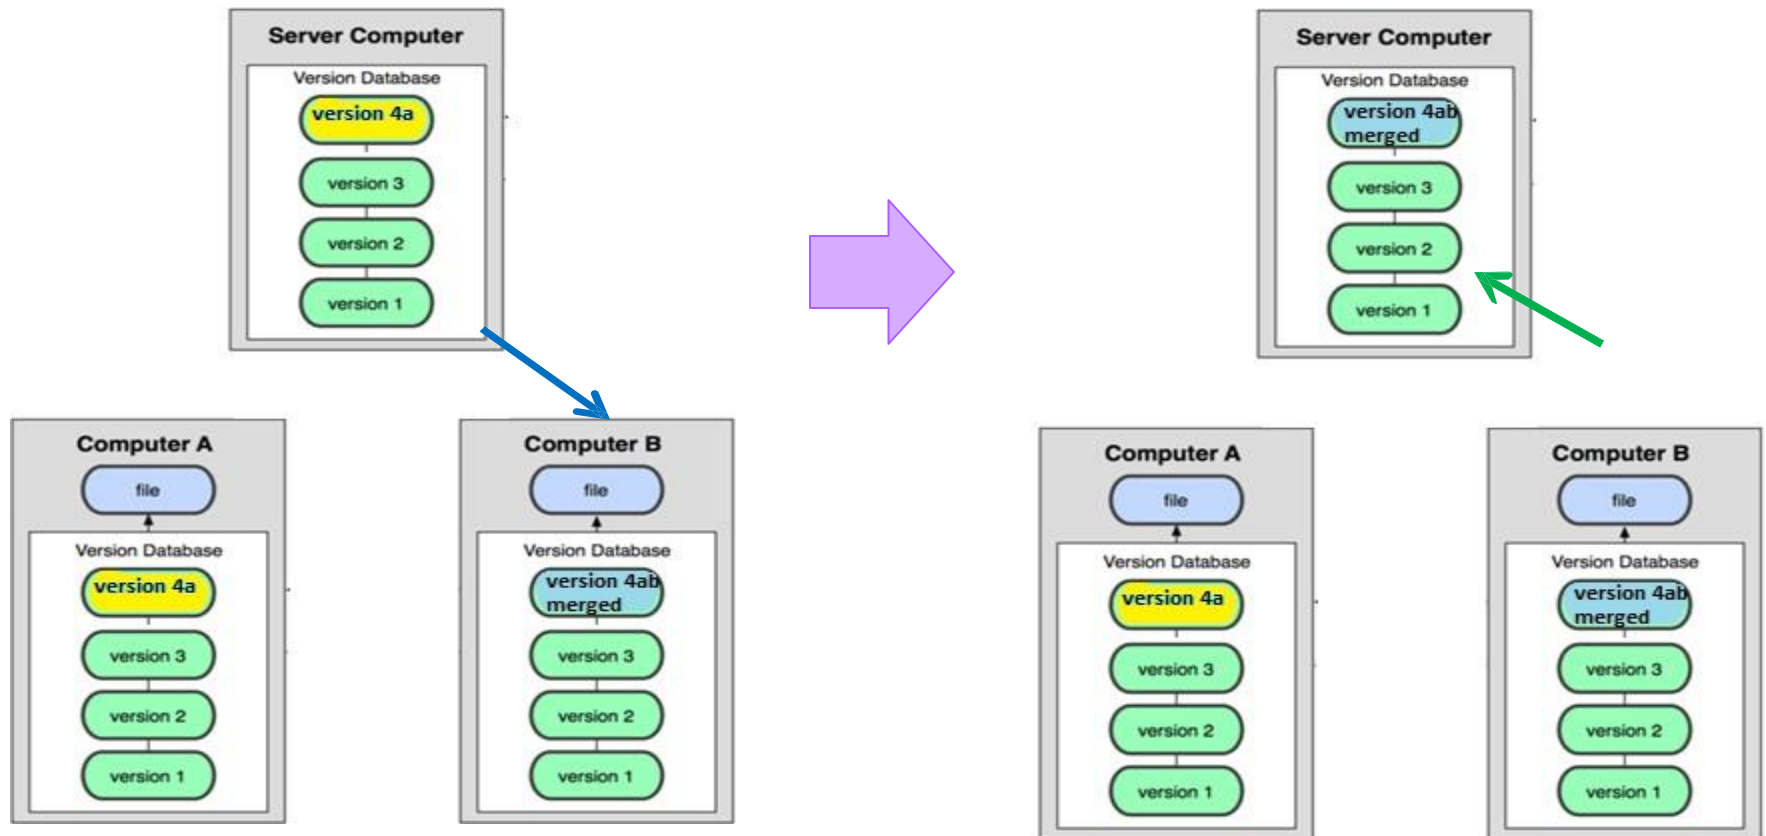 Server Computer
Version Database
version 4a
version 3
version 2
version 1
Computer A
file
Version Database
version 4a
version 3
version 2
version 1
Computer B
file
Version Database
version 4ab
merged
version 3
version 2
version 1
Server Computer
Version Database
version 4ab
merged
version 3
version 2
version 1
Computer A
file
Version Database
version 4a
version 3
version 2
version 1
Computer B
file
Version Database
version 4ab
merged
version 3
version 2
version 1